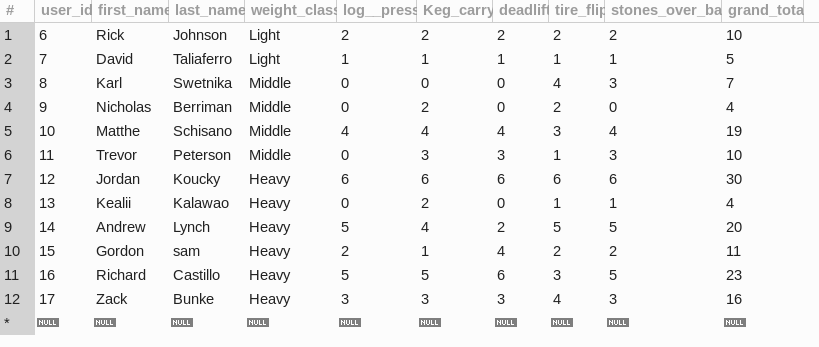 # user_id first_name last_name weight_class log__press Keg_carry deadlift tire_flip stones_over_ba grand_tota
1 6 Rick Johnson Light 2 2 2 2 2 10
2 7 David Taliaferro Light 1 1 1 1 1 5
3 8 Karl Swetnika Middle 0 0 0 4 3 7
4 9 Nicholas Berriman Middle 0 2 0 2 0 4
5 10 Matthe Schisano Middle 4 4 4 3 4 19
6 11 Trevor Peterson Middle 0 3 3 1 3 10
7 12 Jordan Koucky Heavy 6 6 6 6 6 30
8 13 Kealii Kalawao Heavy 0 2 0 1 1 4
9 14 Andrew Lynch Heavy 5 4 2 5 5 20
10 15 Gordon sam Heavy 2 1 4 2 2 11
11 16 Richard Castillo Heavy 5 5 6 3 5 23
12 17 Zack Bunke Heavy 3 3 3 4 3 16
* NULL NULL NULL NULL NULL NULL NULL NULL NULL NULL